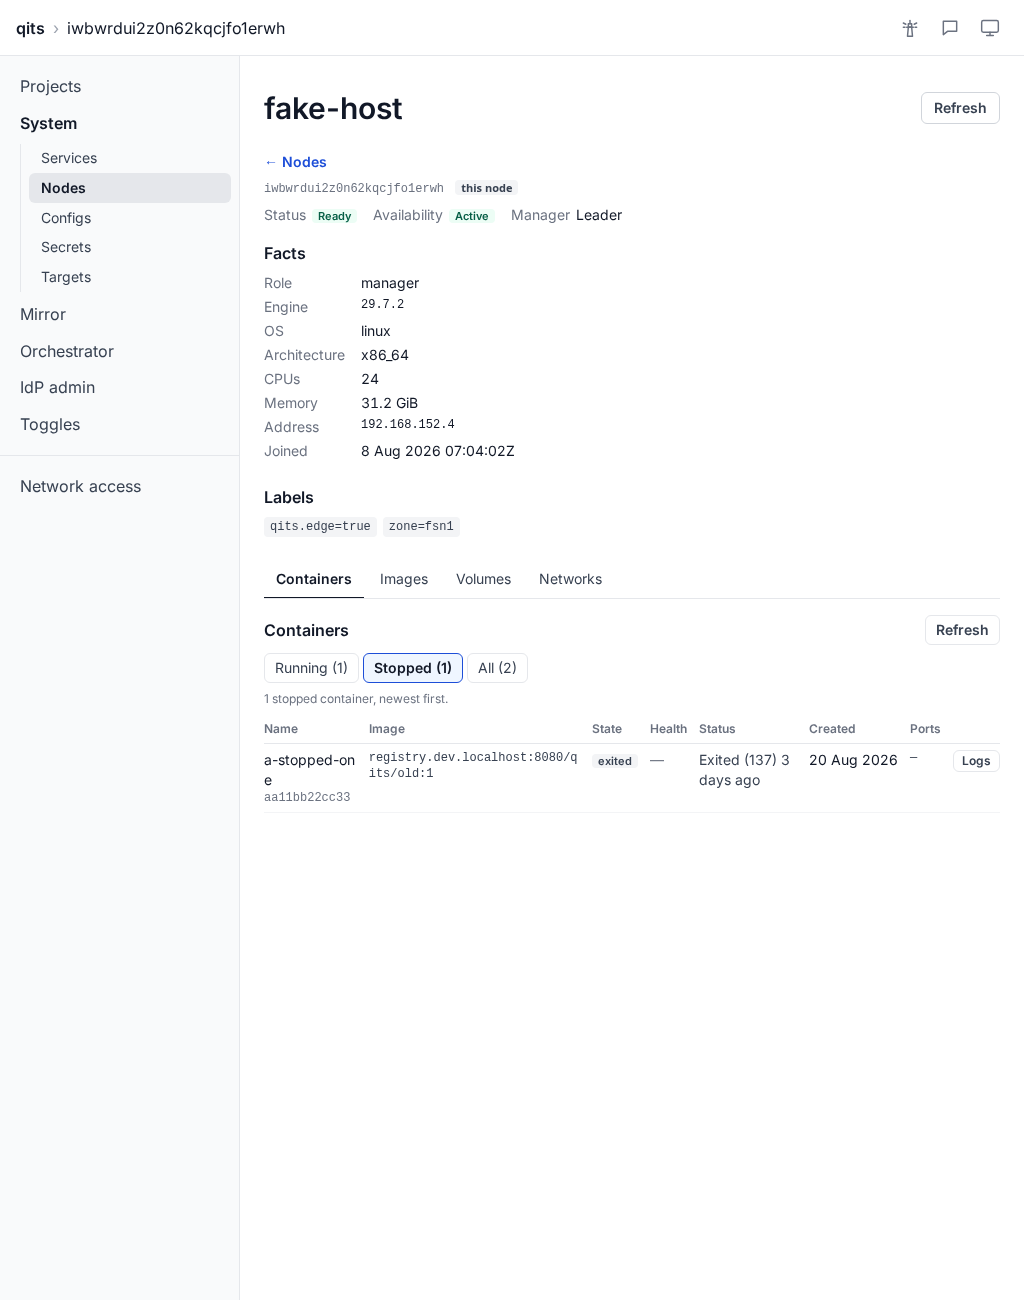 qits › iwbwrdui2z0n62kqcjfo1erwh
Projects
System
Services
Nodes
Configs
Secrets
Targets
Mirror
Orchestrator
IdP admin
Toggles
Network access
fake-host
Refresh
← Nodes
iwbwrdui2z0n62kqcjfo1erwh this node
Status Ready Availability Active Manager Leader
Facts
Role manager
Engine 29.7.2
OS linux
Architecture x86_64
CPUs 24
Memory 31.2 GiB
Address 192.168.152.4
Joined 8 Aug 2026 07:04:02Z
Labels
qits.edge=true zone=fsn1
Containers Images Volumes Networks
Containers Refresh
Running (1) Stopped (1) All (2)
1 stopped container, newest first.
Name Image State Health Status Created Ports
a-stopped-on registry.dev.localhost:8080/q exited — Exited (137) 3 20 Aug 2026 – Logs
e its/old:1 days ago
aa11bb22cc33